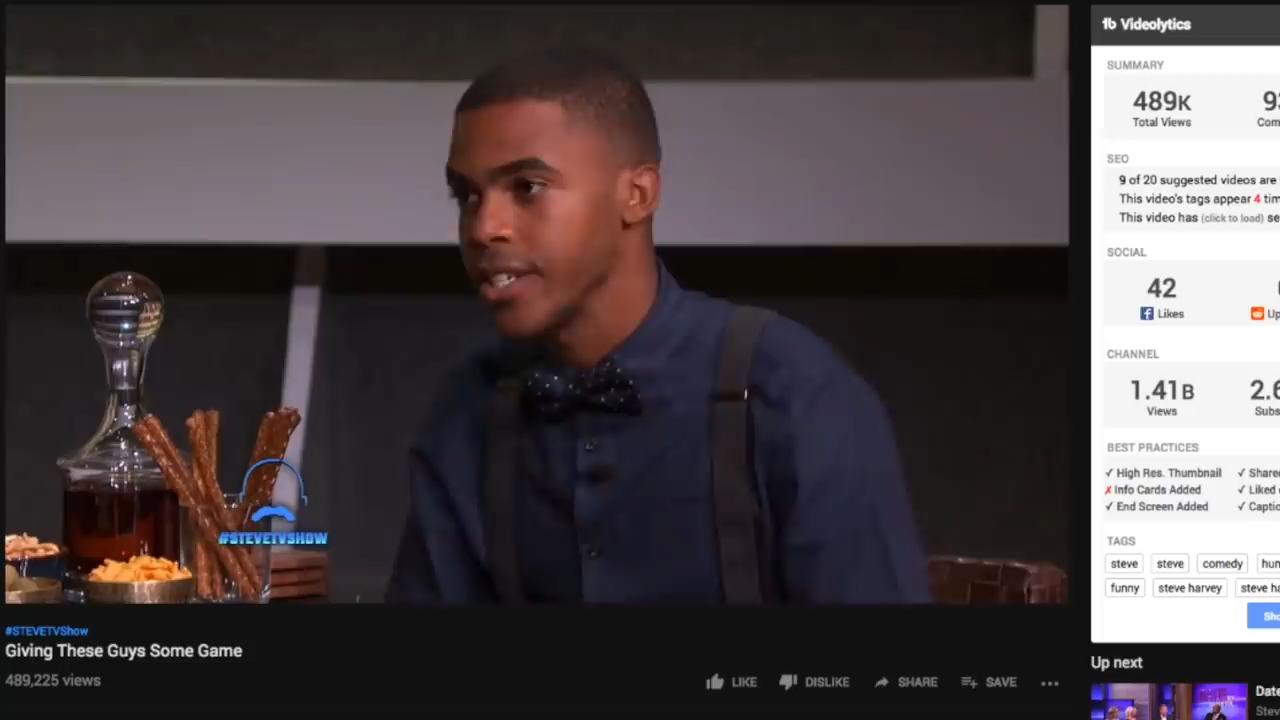 #STEVETVSHOW
#STEVETVShow
Giving These Guys Some Game
489,225 views
LIKE
DISLIKE
SHARE
SAVE
tb Videolytics
SUMMARY
489K
Total Views
SEO
9 of 20 suggested videos are
This video's tags appear 4
This video has (click to load)
SOCIAL
42
Likes
CHANNEL
1.41B
Views
BEST PRACTICES
✓ High Res. Thumbnail
✗ Info Cards Added
✓ End Screen Added
TAGS
steve steve comedy
funny steve harvey steve
Up next